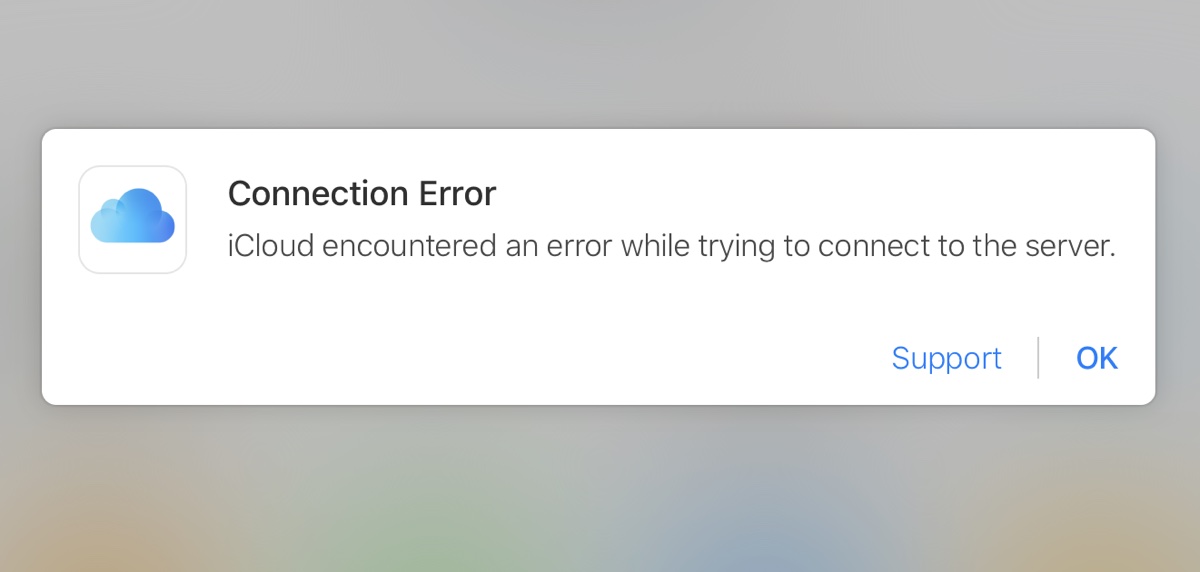 Connection Error
iCloud encountered an error while trying to connect to the server.
Support
OK